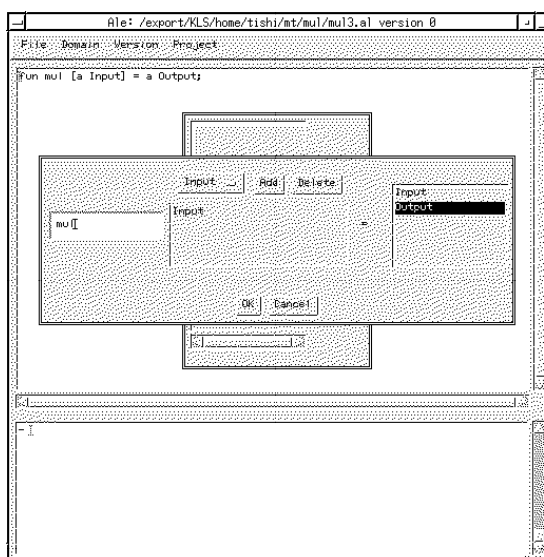 Ale: /export/KLS/home/tishi/mt/mul/mul3.al version 0
File Domain Version Project
fun mul [a Input] = a Output;
Input Add Delete
Input
Output
mul
Input
=
OK Cancel
-